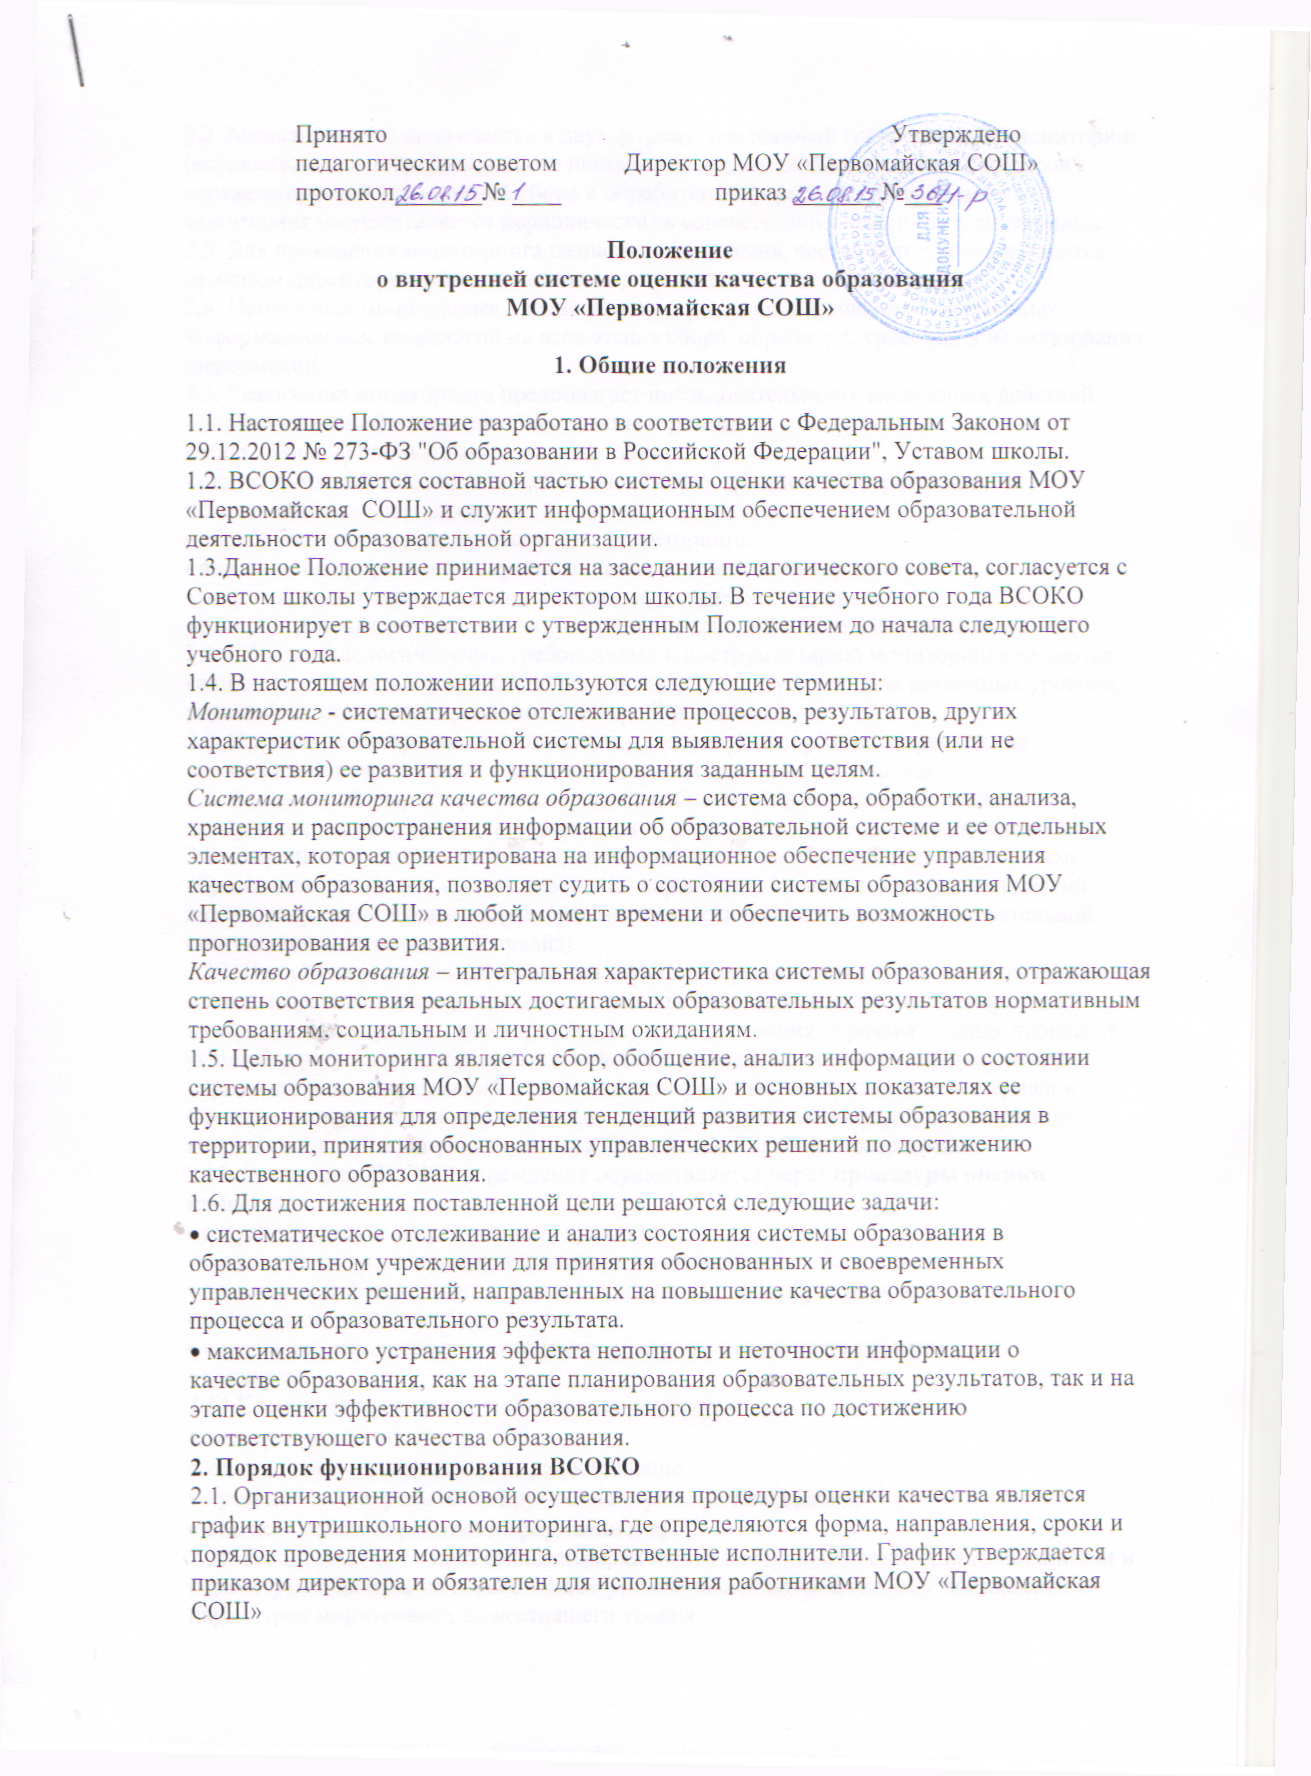 Принято Утверждено
педагогическим советом Директор МОУ «Первомайская СОШ»
протокол 26.08.15 № 1 приказ 26.08.15 № 364-р
Положение
о внутренней системе оценки качества образования
МОУ «Первомайская СОШ»
1. Общие положения
1.1. Настоящее Положение разработано в соответствии с Федеральным Законом от
29.12.2012 № 273-ФЗ "Об образовании в Российской Федерации", Уставом школы.
1.2. ВСОКО является составной частью системы оценки качества образования МОУ
«Первомайская СОШ» и служит информационным обеспечением образовательной
деятельности образовательной организации.
1.3.Данное Положение принимается на заседании педагогического совета, согласуется с
Советом школы утверждается директором школы. В течение учебного года ВСОКО
функционирует в соответствии с утвержденным Положением до начала следующего
учебного года.
1.4. В настоящем положении используются следующие термины:
Мониторинг - систематическое отслеживание процессов, результатов, других
характеристик образовательной системы для выявления соответствия (или не
соответствия) ее развития и функционирования заданным целям.
Система мониторинга качества образования – система сбора, обработки, анализа,
хранения и распространения информации об образовательной системе и ее отдельных
элементах, которая ориентирована на информационное обеспечение управления
качеством образования, позволяет судить о состоянии системы образования МОУ
«Первомайская СОШ» в любой момент времени и обеспечить возможность
прогнозирования ее развития.
Качество образования – интегральная характеристика системы образования, отражающая
степень соответствия реальных достигаемых образовательных результатов нормативным
требованиям, социальным и личностным ожиданиям.
1.5. Целью мониторинга является сбор, обобщение, анализ информации о состоянии
системы образования МОУ «Первомайская СОШ» и основных показателях ее
функционирования для определения тенденций развития системы образования в
территории, принятия обоснованных управленческих решений по достижению
качественного образования.
1.6. Для достижения поставленной цели решаются следующие задачи:
• систематическое отслеживание и анализ состояния системы образования в
образовательном учреждении для принятия обоснованных и своевременных
управленческих решений, направленных на повышение качества образовательного
процесса и образовательного результата.
• максимального устранения эффекта неполноты и неточности информации о
качестве образования, как на этапе планирования образовательных результатов, так и на
этапе оценки эффективности образовательного процесса по достижению
соответствующего качества образования.
2. Порядок функционирования ВСОКО
2.1. Организационной основой осуществления процедуры оценки качества является
график внутришкольного мониторинга, где определяются форма, направления, сроки и
порядок проведения мониторинга, ответственные исполнители. График утверждается
приказом директора и обязателен для исполнения работниками МОУ «Первомайская
СОШ»
ДЛЯ
ДОКУМЕНТОВ